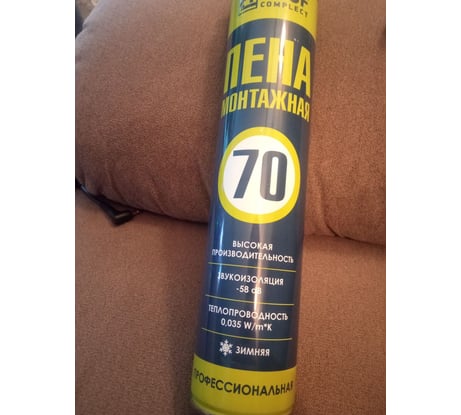 COMPLECT
ПЕНА
МОНТАЖНАЯ
70
ВЫСОКАЯ
ПРОИЗВОДИТЕЛЬНОСТЬ
ЗВУКОИЗОЛЯЦИЯ
-58 dB
ТЕПЛОПРОВОДНОСТЬ
0,035 W/m*K
ЗИМНЯЯ
ПРОФЕССИОНАЛЬНАЯ